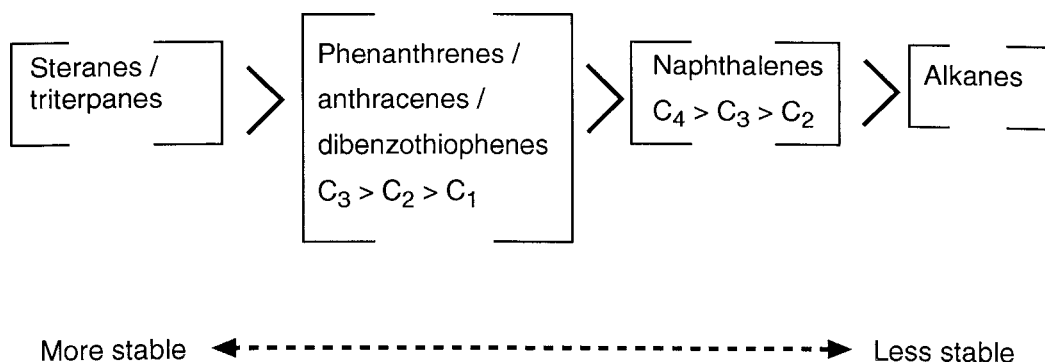 Steranes /
triterpanes
>
Phenanthrenes /
anthracenes /
dibenzothiophenes
C₃ > C₂ > C₁
>
Naphthalenes
C₄ > C₃ > C₂
>
Alkanes
More stable
Less stable